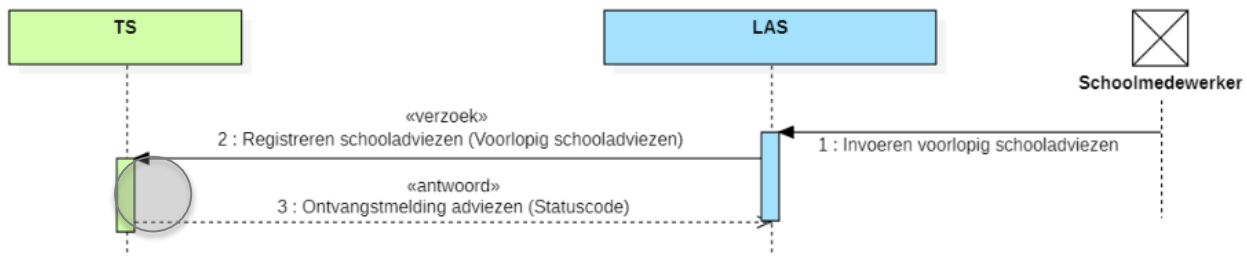 TS
LAS
Schoolmedewerker
«verzoek»
2 : Registreren schooladviezen (Voorlopig schooladviezen)
1 : Invoeren voorlopig schooladviezen
«antwoord»
3 : Ontvangstmelding adviezen (Statuscode)